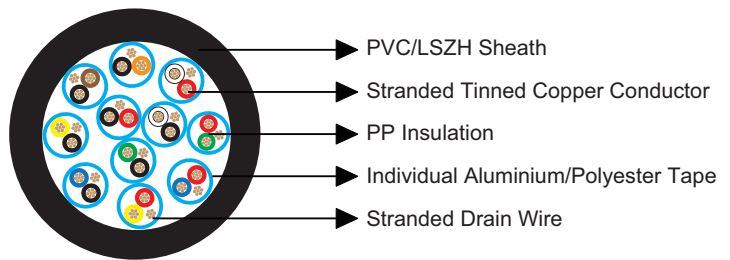 PVC/LSZH Sheath
Stranded Tinned Copper Conductor
PP Insulation
Individual Aluminium/Polyester Tape
Stranded Drain Wire